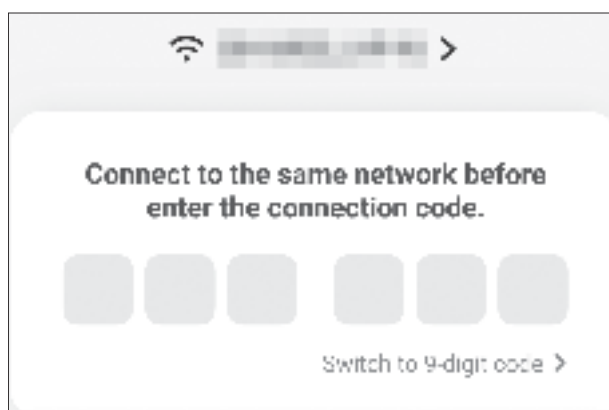 Connect to the same network before
enter the connection code.
Switch to 9-digit code >